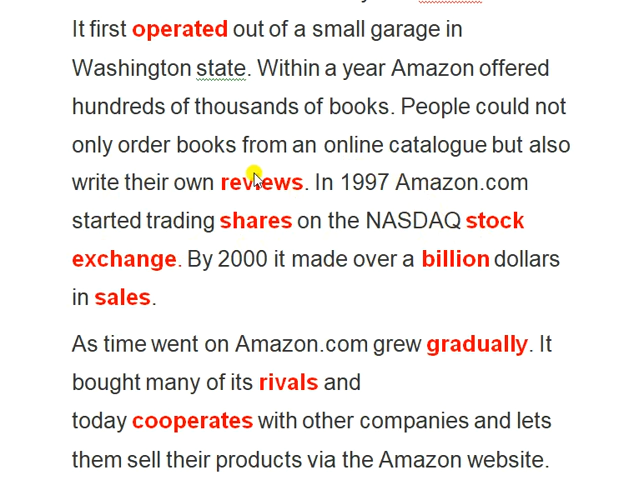 It first operated out of a small garage in
Washington state. Within a year Amazon offered
hundreds of thousands of books. People could not
only order books from an online catalogue but also
write their own reviews. In 1997 Amazon.com
started trading shares on the NASDAQ stock
exchange. By 2000 it made over a billion dollars
in sales.
As time went on Amazon.com grew gradually. It
bought many of its rivals and
today cooperates with other companies and lets
them sell their products via the Amazon website.